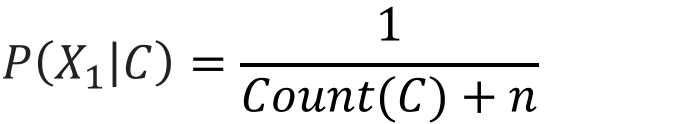 P(X₁|C) = 1 / (Count(C) + n)